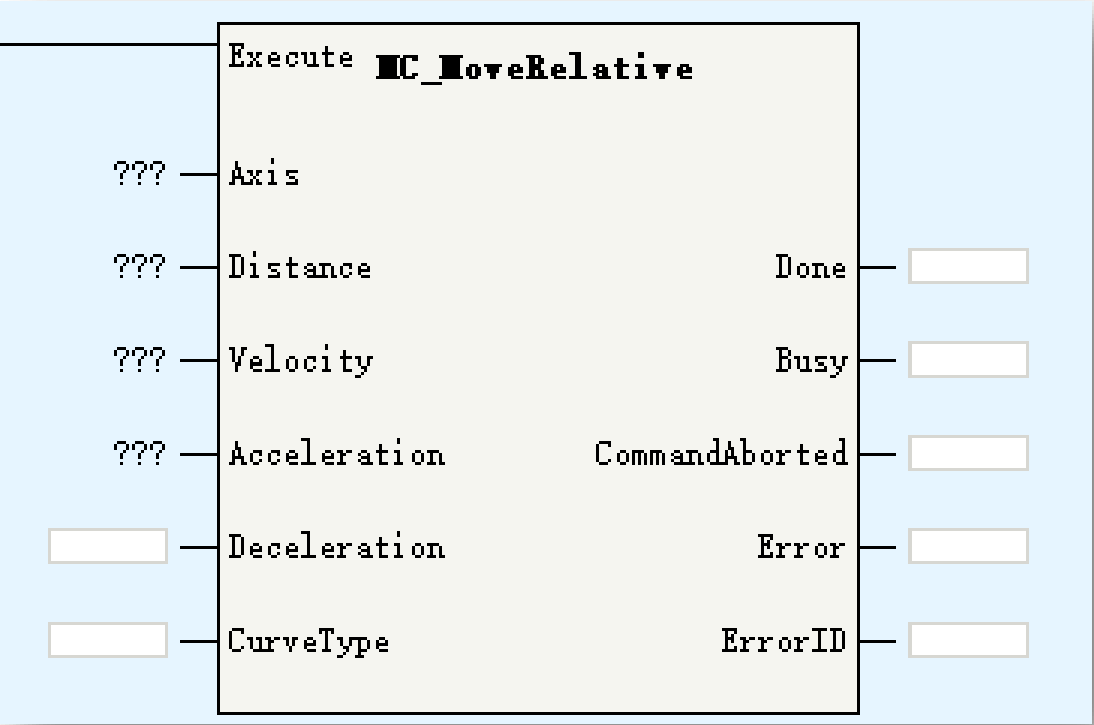 Execute MC_MoveRelative
??? Axis
??? Distance Done
??? Velocity Busy
??? Acceleration CommandAborted
Deceleration Error
CurveType ErrorID